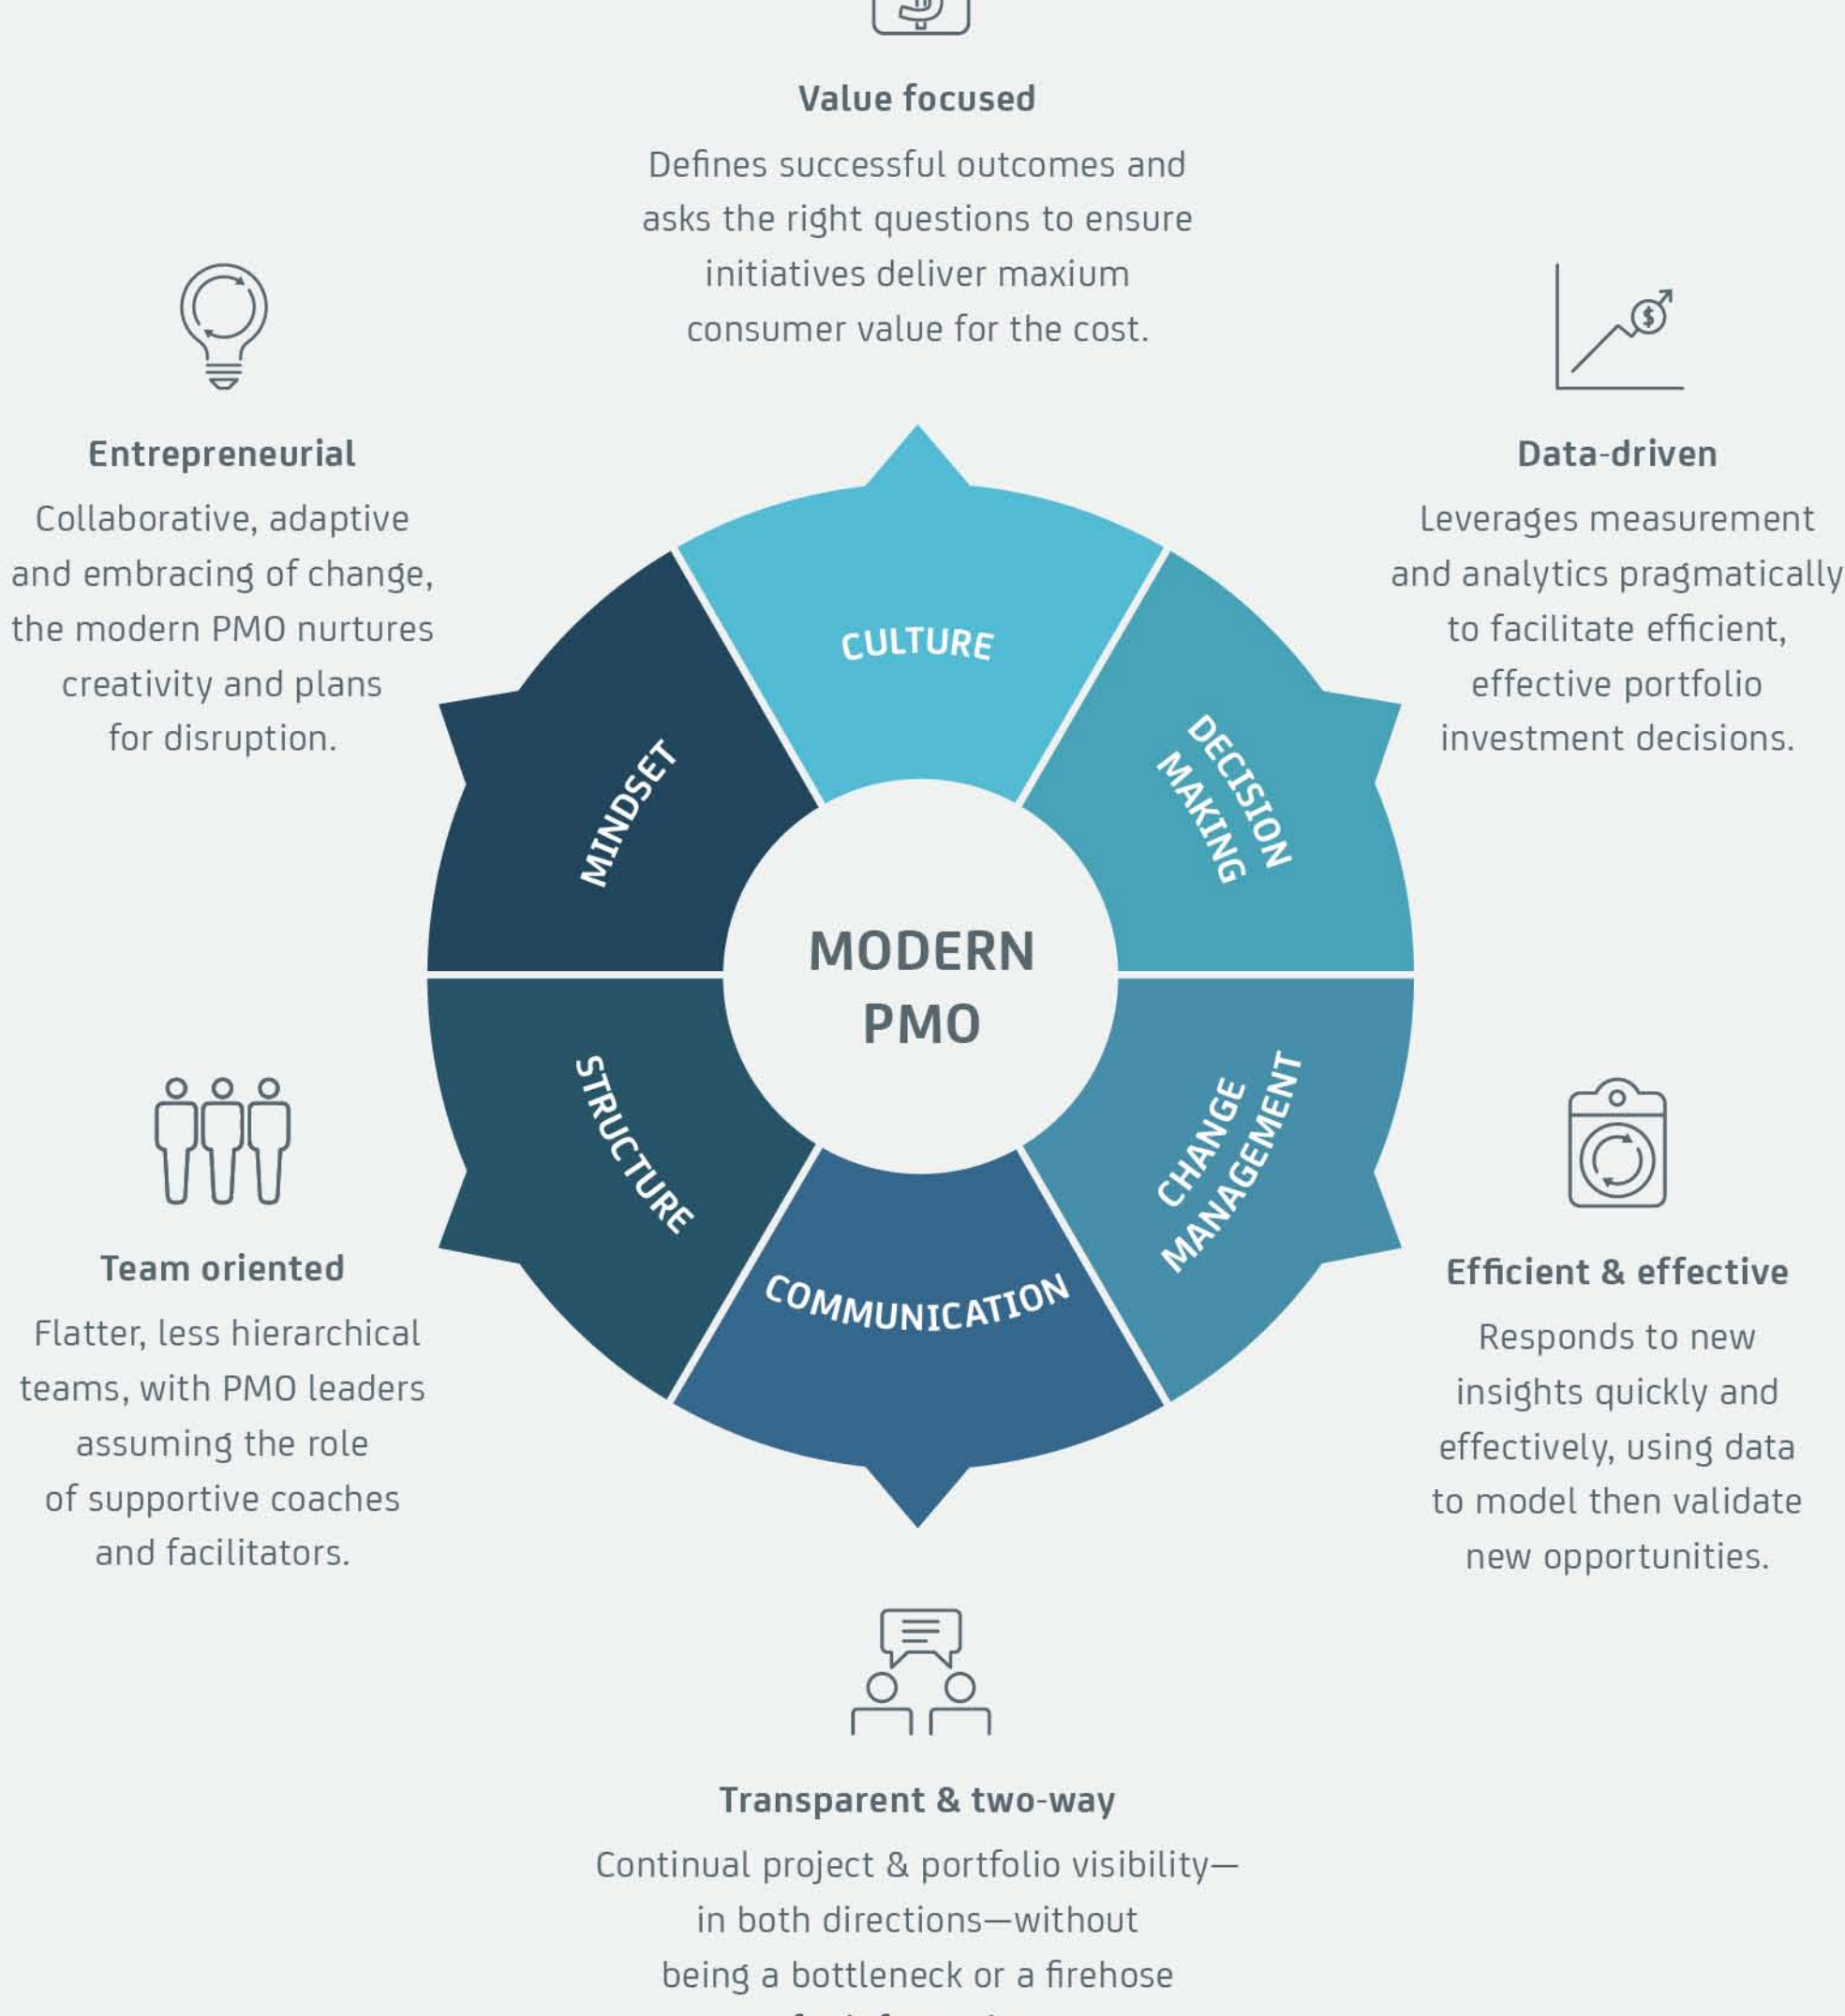 Value focused
Defines successful outcomes and
asks the right questions to ensure
initiatives deliver maxium
consumer value for the cost.
Entrepreneurial
Collaborative, adaptive
and embracing of change,
the modern PMO nurtures
creativity and plans
for disruption.
Data-driven
Leverages measurement
and analytics pragmatically
to facilitate efficient,
effective portfolio
investment decisions.
CULTURE
DECISION
MAKING
MINDSET
MODERN
PMO
STRUCTURE
CHANGE
MANAGEMENT
COMMUNICATION
Team oriented
Flatter, less hierarchical
teams, with PMO leaders
assuming the role
of supportive coaches
and facilitators.
Efficient & effective
Responds to new
insights quickly and
effectively, using data
to model then validate
new opportunities.
Transparent & two-way
Continual project & portfolio visibility—
in both directions—without
being a bottleneck or a firehose